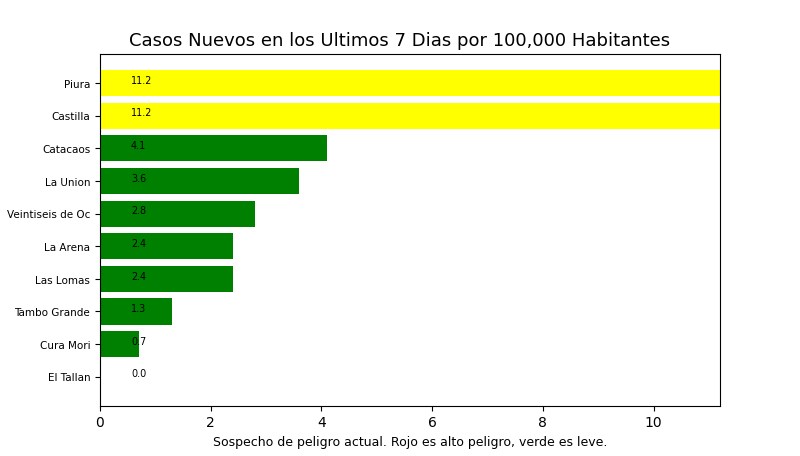 Casos Nuevos en los Ultimos 7 Dias por 100,000 Habitantes
Piura 11.2
Castilla 11.2
Catacaos 4.1
La Union 3.6
Veintiseis de Oc 2.8
La Arena 2.4
Las Lomas 2.4
Tambo Grande 1.3
Cura Mori 0.7
El Tallan 0.0
0 2 4 6 8 10
Sospecho de peligro actual. Rojo es alto peligro, verde es leve.